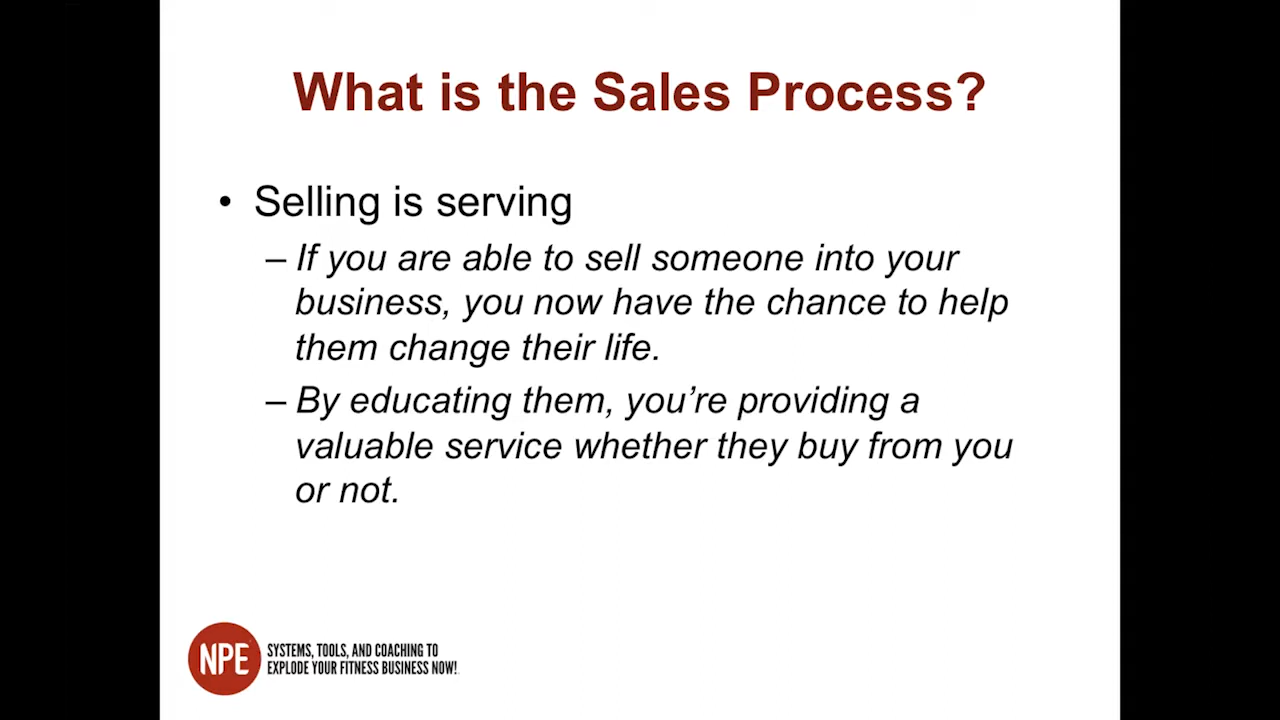 What is the Sales Process?
• Selling is serving
– If you are able to sell someone into your
business, you now have the chance to help
them change their life.
– By educating them, you’re providing a
valuable service whether they buy from you
or not.
NPE
SYSTEMS, TOOLS, AND COACHING TO
EXPLODE YOUR FITNESS BUSINESS NOW!